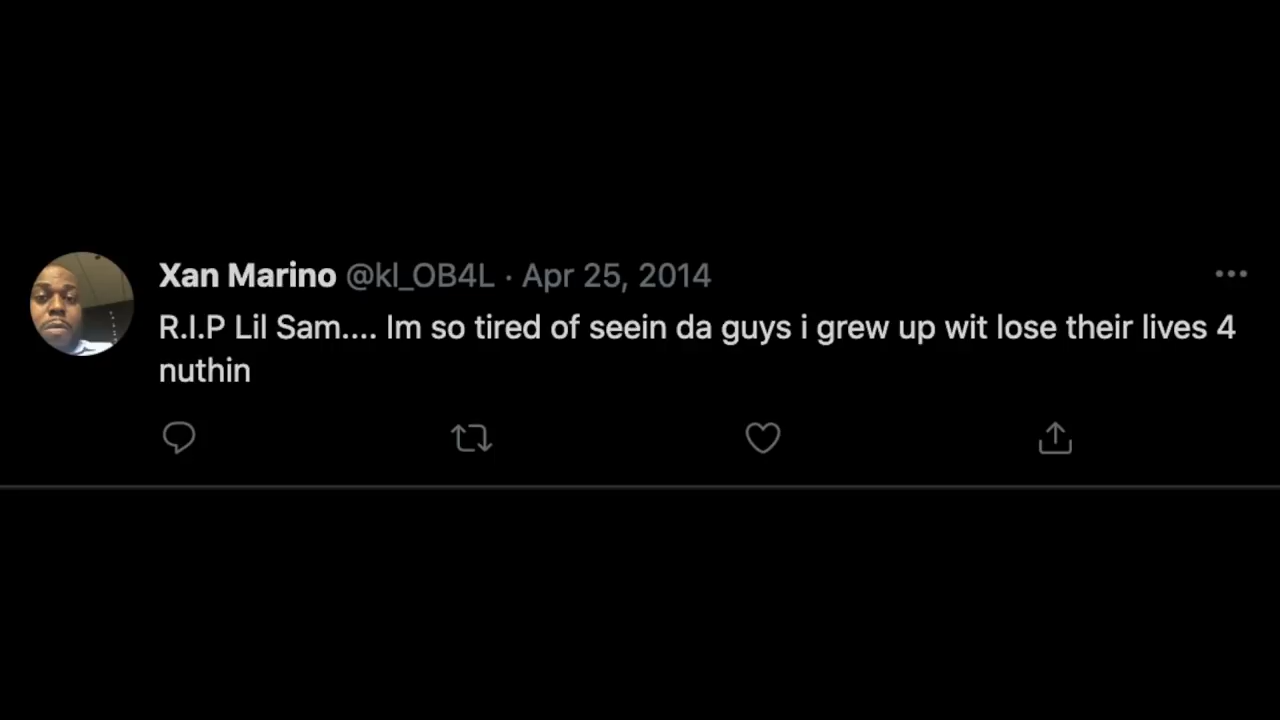 Xan Marino @kl_OB4L · Apr 25, 2014
R.I.P Lil Sam.... Im so tired of seein da guys i grew up wit lose their lives 4
nuthin